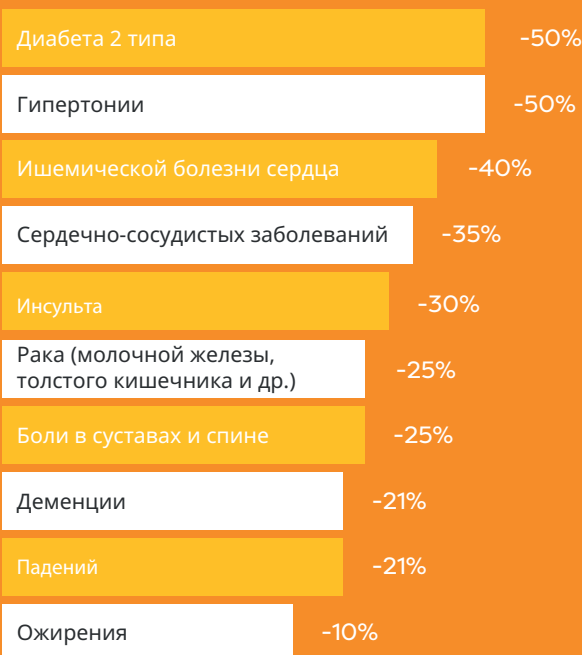 Диабета 2 типа -50%
Гипертонии -50%
Ишемической болезни сердца -40%
Сердечно-сосудистых заболеваний -35%
Инсульта -30%
Рака (молочной железы,
толстого кишечника и др.) -25%
Боли в суставах и спине -25%
Деменции -21%
Падений -21%
Ожирения -10%